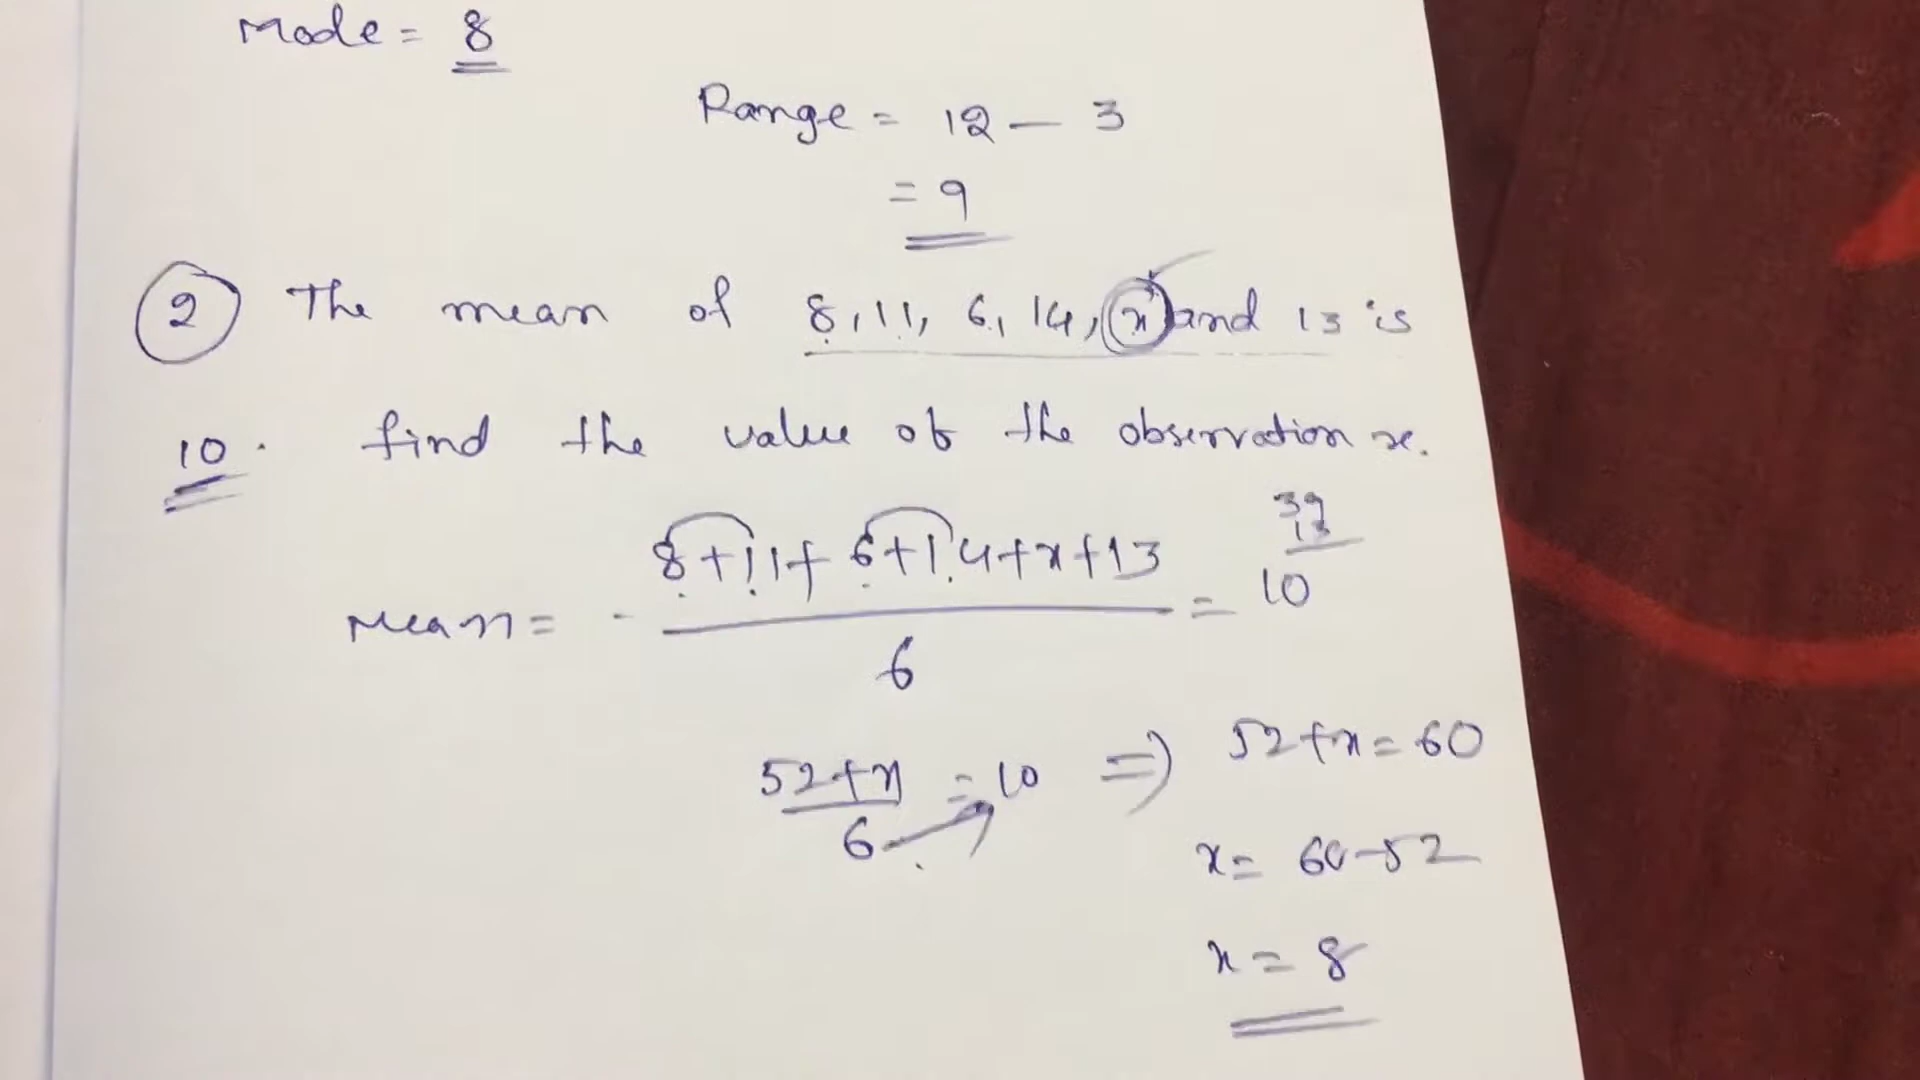 Mode = 8
Range = 12 - 3
= 9
2 The mean of 8, 11, 6, 14, x and 13 is
10. find the value of the observation x.
39
13
Mean = 8+11+6+14+x+13 / 6 = 10
52+x / 6 = 10 => 52+x = 60
x = 60-52
x = 8